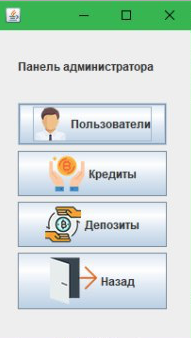 Панель администратора
Пользователи
Кредиты
Депозиты
Назад